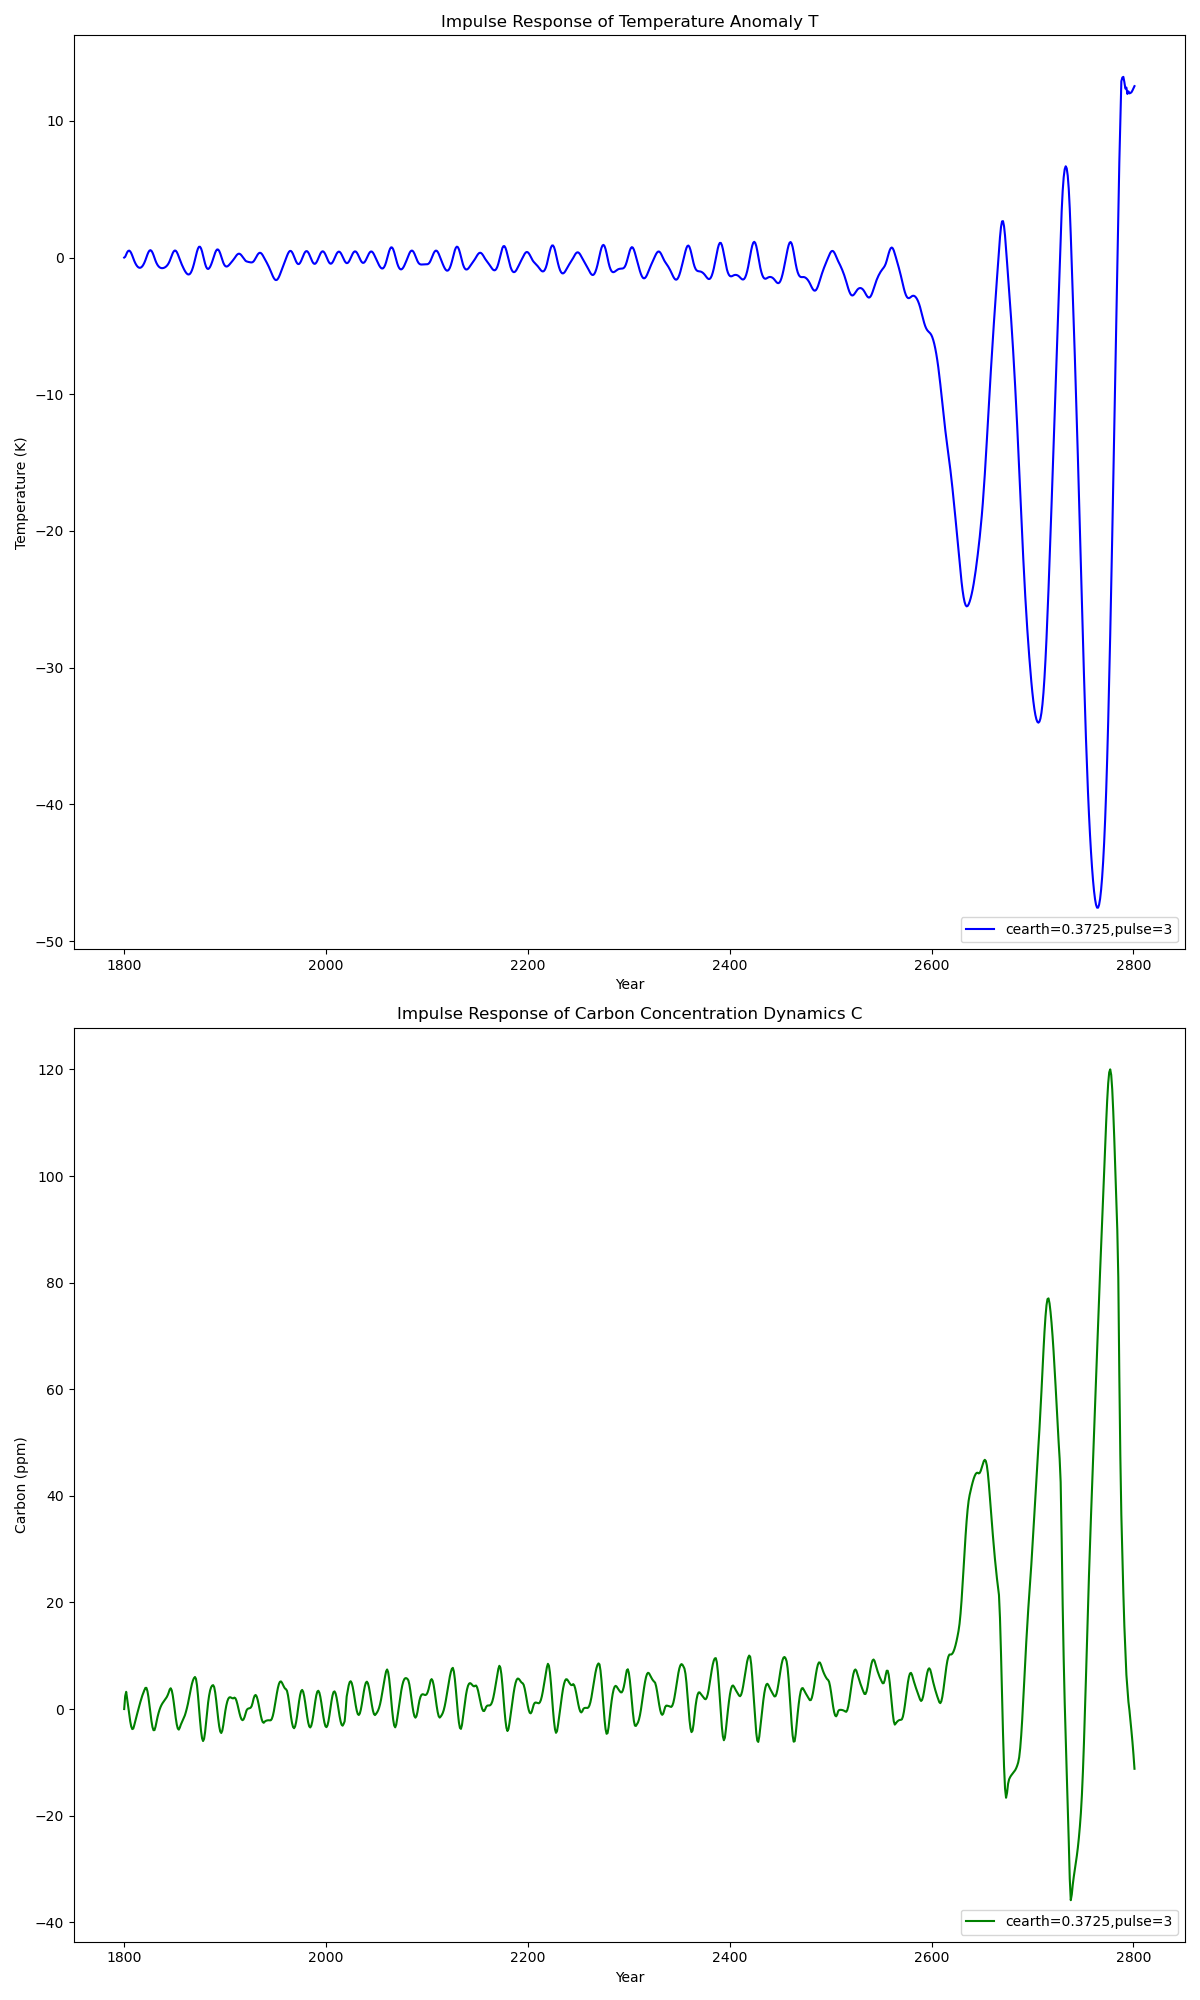 Impulse Response of Temperature Anomaly T
10
0
−10
−20
−30
−40
−50
Temperature (K)
cearth=0.3725,pulse=3
1800 2000 2200 2400 2600 2800
Year
Impulse Response of Carbon Concentration Dynamics C
120
100
80
60
40
20
0
−20
−40
Carbon (ppm)
cearth=0.3725,pulse=3
1800 2000 2200 2400 2600 2800
Year